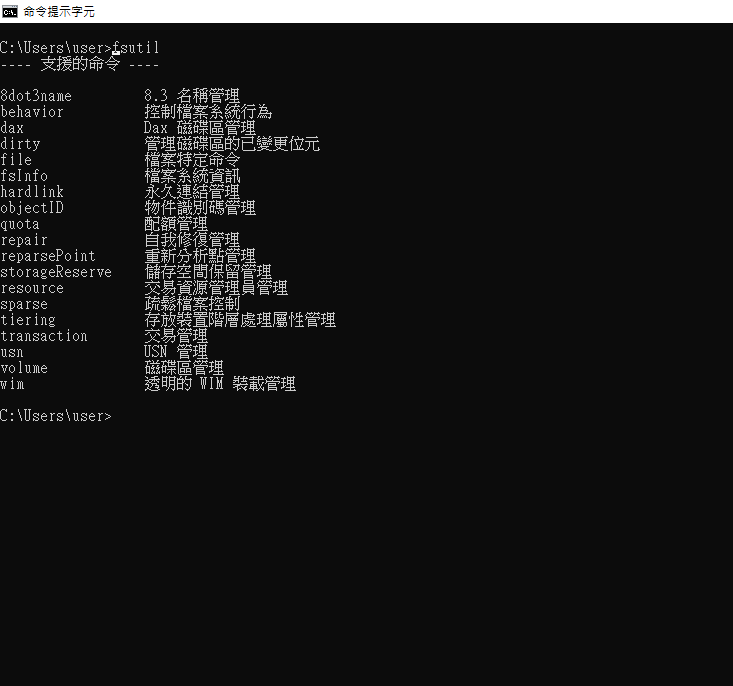 命令提示字元
C:\Users\user>fsutil
---- 支援的命令 ----
8dot3name 8.3 名稱管理
behavior 控制檔案系統行為
dax Dax 磁碟區管理
dirty 管理磁碟區的已變更位元
file 檔案特定命令
fsInfo 檔案系統資訊
hardlink 永久連結管理
objectID 物件識別碼管理
quota 配額管理
repair 自我修復管理
reparsePoint 重新分析點管理
storageReserve 儲存空間保留管理
resource 交易資源管理員管理
sparse 疏鬆檔案控制
tiering 存放裝置階層處理屬性管理
transaction 交易管理
usn USN 管理
volume 磁碟區管理
wim 透明的 WIM 裝載管理
C:\Users\user>